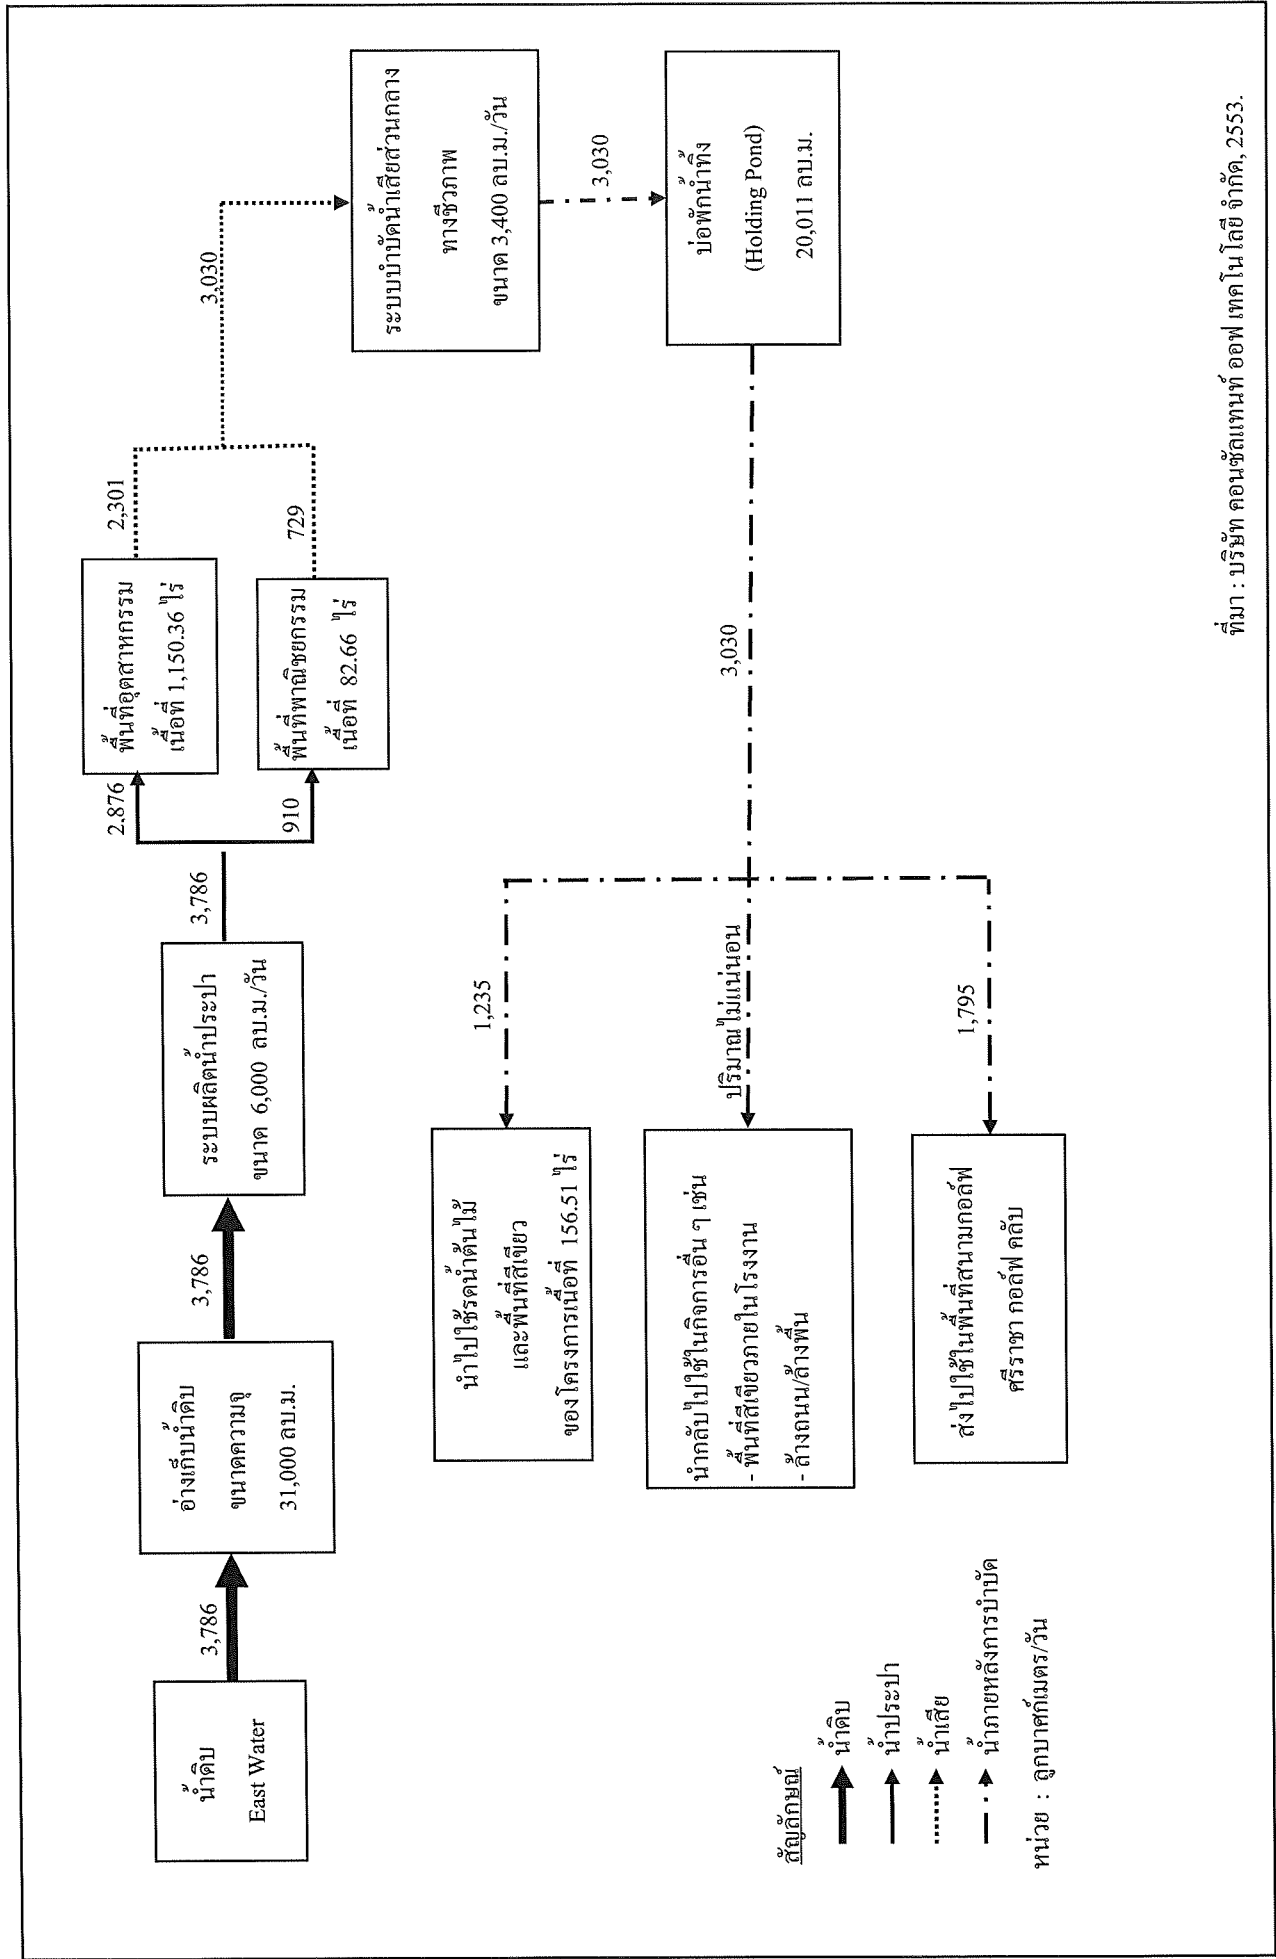 น้ำดิบ
East Water
3,786
อ่างเก็บน้ำดิบ
ขนาดความจุ
31,000 ลบ.ม.
3,786
ระบบผลิตน้ำประปา
ขนาด 6,000 ลบ.ม./วัน
3,786
2,876
910
พื้นที่อุตสาหกรรม
เนื้อที่ 1,150.36 ไร่
พื้นที่พาณิชยกรรม
เนื้อที่ 82.66 ไร่
2,301
729
3,030
ระบบบำบัดน้ำเสียส่วนกลาง
ทางชีวภาพ
ขนาด 3,400 ลบ.ม./วัน
3,030
บ่อพักน้ำทิ้ง
(Holding Pond)
20,011 ลบ.ม.
3,030
1,235
ปริมาณไม่แน่นอน
1,795
นำไปใช้รดน้ำต้นไม้
และพื้นที่สีเขียว
ของโครงการเนื้อที่ 156.51 ไร่
นำกลับไปใช้ในกิจการอื่น ๆ เช่น
- พื้นที่สีเขียวภายในโรงงาน
- ล้างถนน/ล้างพื้น
ส่งไปใช้ในพื้นที่สนามกอล์ฟ
ศรีราชา กอล์ฟ คลับ
สัญลักษณ์
น้ำดิบ
น้ำประปา
น้ำเสีย
น้ำภายหลังการบำบัด
หน่วย : ลูกบาศก์เมตร/วัน
ที่มา : บริษัท คอนซัลแทนท์ ออฟ เทคโนโลยี จำกัด, 2553.